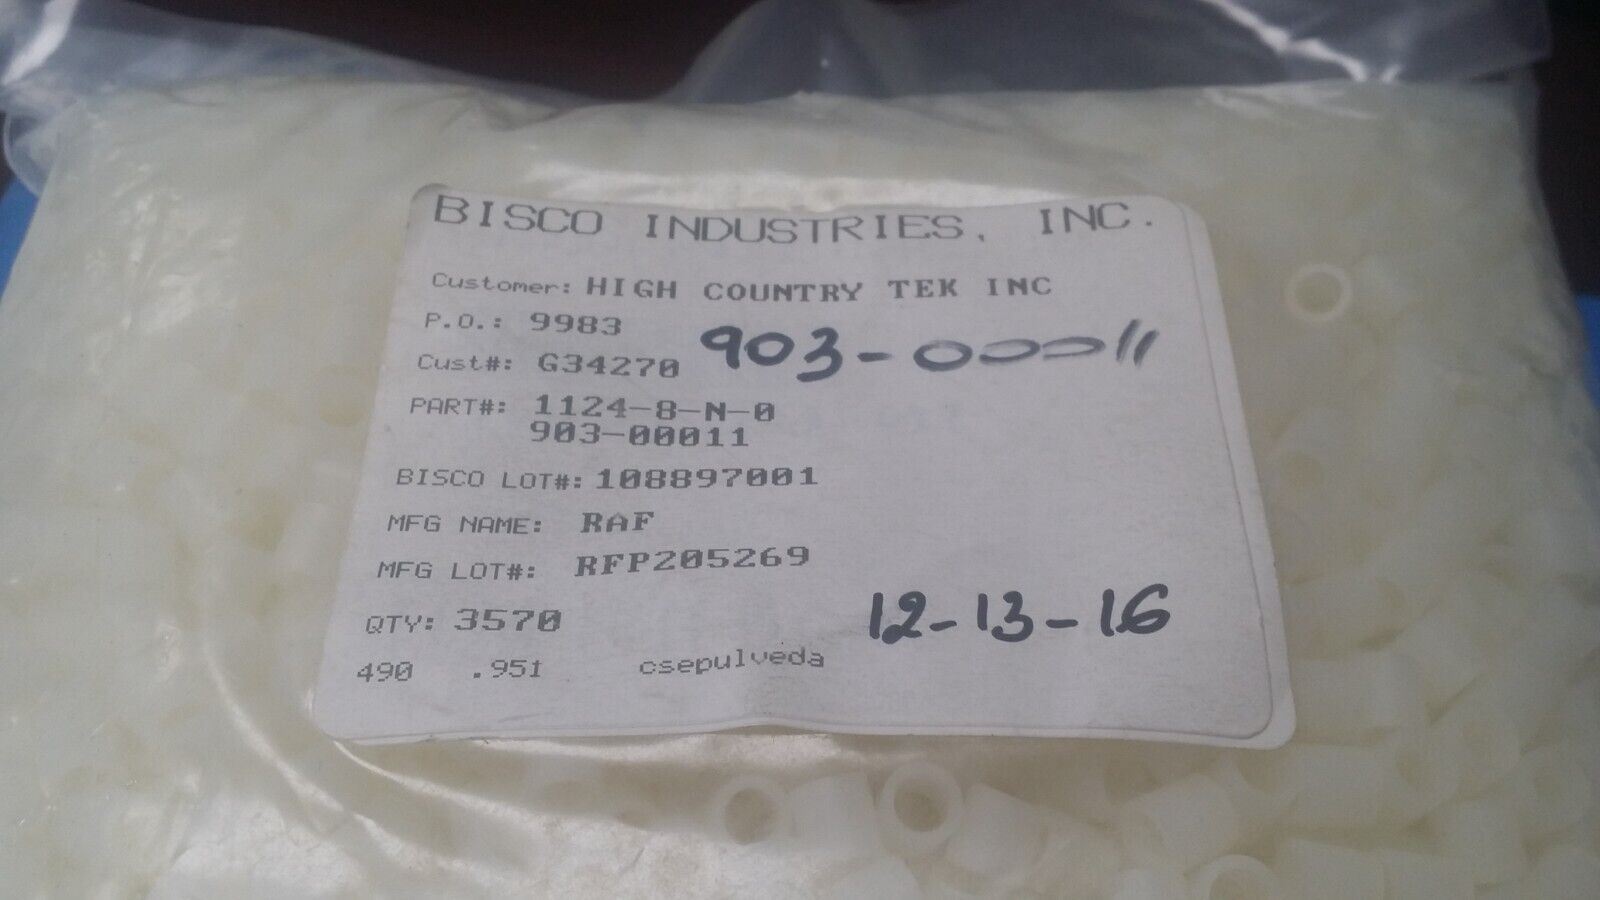 BISCO INDUSTRIES, INC.
Customer: HIGH COUNTRY TEK INC
P.O.: 9983
Cust#: G34270 903-00011
PART#: 1124-8-N-0
903-00011
BISCO LOT#: 108897001
MFG NAME: RAF
MFG LOT#: RFP205269
QTY: 3570 12-13-16
490 .951 csepulveda